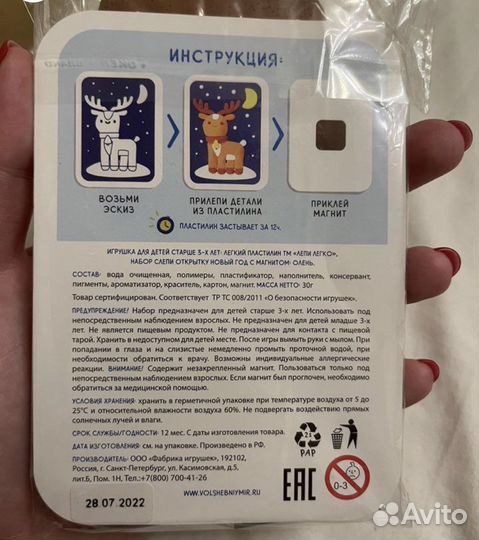 ИНСТРУКЦИЯ:
ВОЗЬМИ
ЭСКИЗ
ПРИЛЕПИ ДЕТАЛИ
ИЗ ПЛАСТИЛИНА
ПРИКЛЕЙ
МАГНИТ
ПЛАСТИЛИН ЗАСТЫВАЕТ ЗА 12ч.
ИГРУШКА ДЛЯ ДЕТЕЙ СТАРШЕ 3-Х ЛЕТ: ЛЕГКИЙ ПЛАСТИЛИН ТМ «ЛЕПИ ЛЕГКО»,
НАБОР СЛЕПИ ОТКРЫТКУ НОВЫЙ ГОД С МАГНИТОМ: ОЛЕНЬ.
СОСТАВ: вода очищенная, полимеры, пластификатор, наполнитель, консервант,
пигменты, ароматизатор, краситель, картон, магнит. МАССА НЕТТО: 30г
Товар сертифицирован. Соответствует ТР ТС 008/2011 «О безопасности игрушек».
ПРЕДУПРЕЖДЕНИЕ! Набор предназначен для детей старше 3-х лет. Использовать под
непосредственным наблюдением взрослых. Не предназначен для детей младше 3-х
лет. Не является пищевым продуктом. Не предназначен для контакта с пищевой
тарой. Хранить в недоступном для детей месте. После игры вымыть руки с мылом. При
попадании в глаза и на слизистые немедленно промыть проточной водой, при
необходимости обратиться к врачу. Возможны индивидуальные аллергические
реакции. ВНИМАНИЕ! Содержит незакрепленный магнит. Пользоваться только под
непосредственным наблюдением взрослых. Если магнит был проглочен, необходимо
обратиться за медицинской помощью.
УСЛОВИЯ ХРАНЕНИЯ: хранить в герметичной упаковке при температуре воздуха от 5 до
25°С и относительной влажности воздуха 60%. Не подвергать воздействию прямых
солнечных лучей и влаги.
СРОК СЛУЖБЫ/ГОДНОСТИ: 12 мес. С даты изготовления товара.
ДАТА ИЗГОТОВЛЕНИЯ: см. на упаковке. Произведено в РФ.
ПРОИЗВОДИТЕЛЬ: ООО «Фабрика игрушек», 192102,
Россия, г. Санкт-Петербург, ул. Касимовская, д.5,
лит.Б, Пом. 1Н, Тел.:+7(800) 700-41-26
WWW.VOLSHEBNIYMIR.RU
28.07.2022
21
PAP
EAC
0-3
Avito